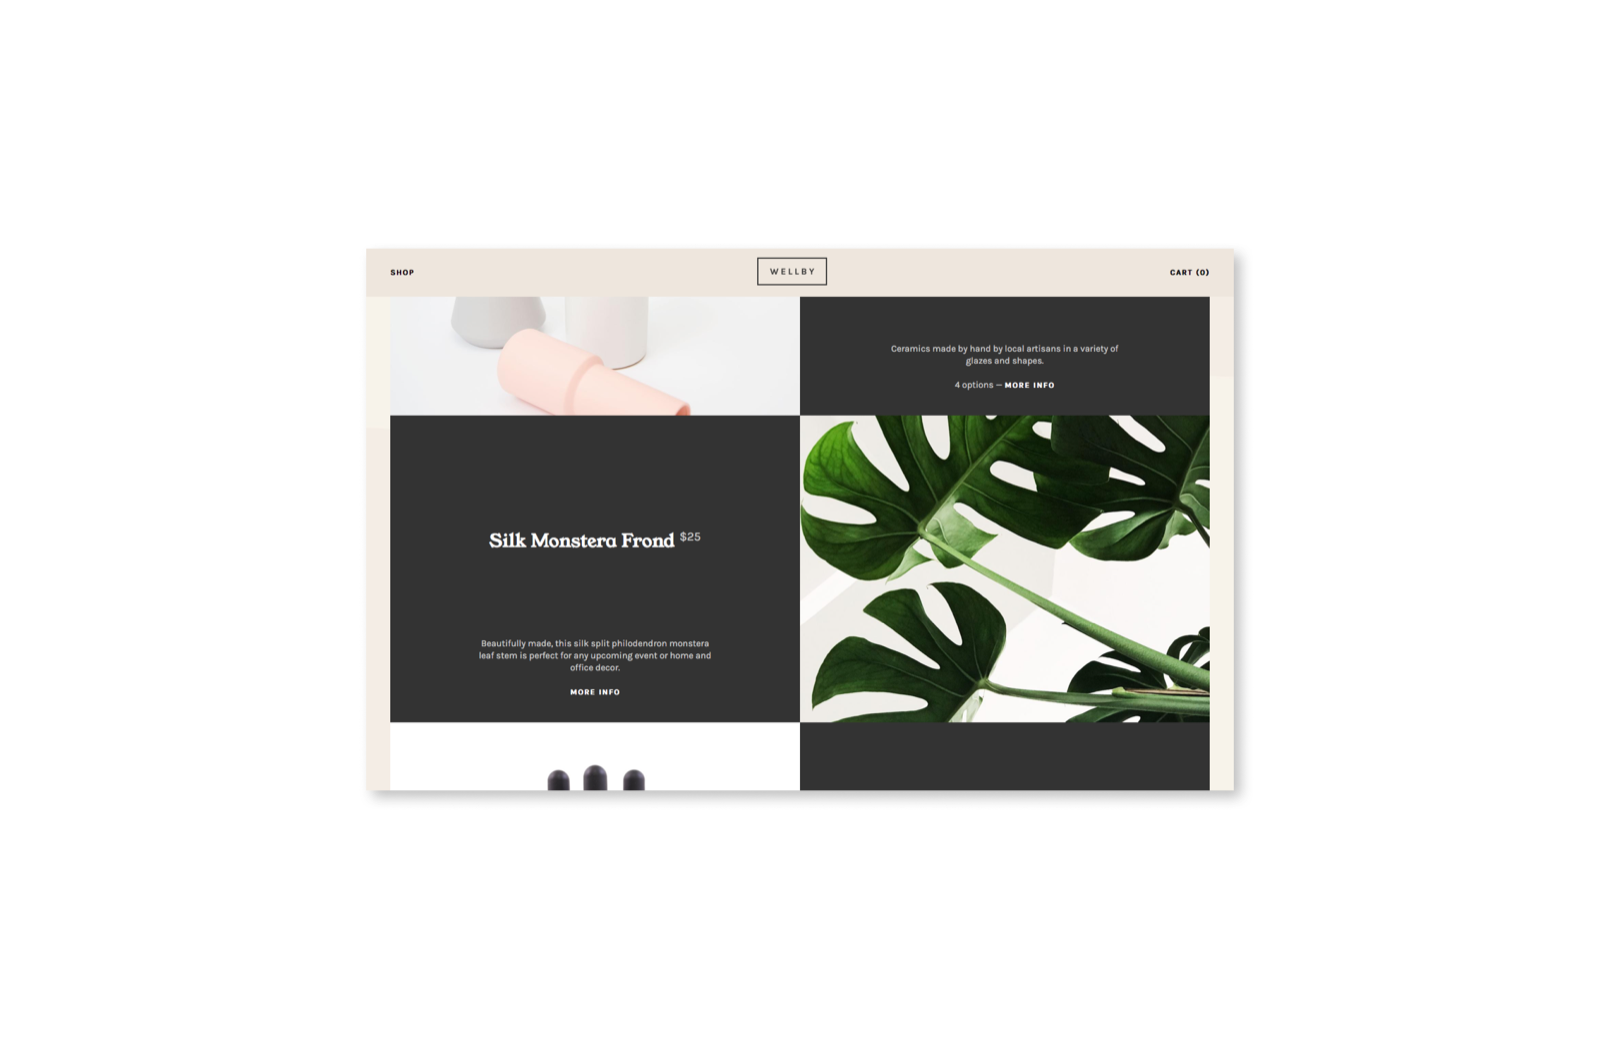 SHOP
WELLBY
CART (0)
Ceramics made by hand by local artisans in a variety of
glazes and shapes.
4 options — MORE INFO
Silk Monstera Frond $25
Beautifully made, this silk split philodendron monstera
leaf stem is perfect for any upcoming event or home and
office decor.
MORE INFO